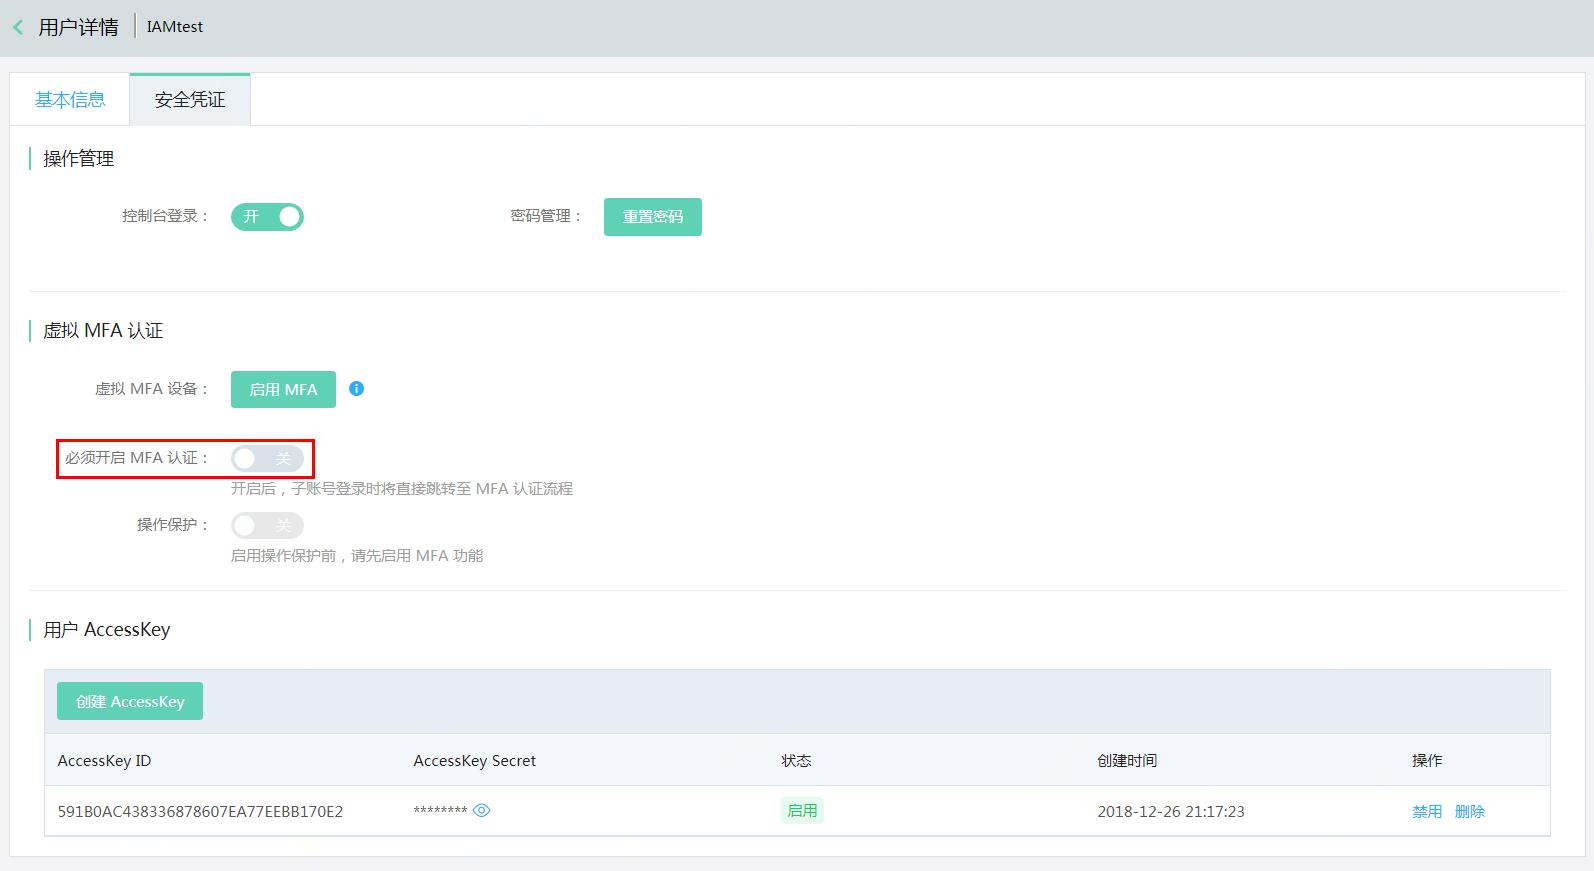 用户详情 IAMtest
基本信息 安全凭证
操作管理
控制台登录： 开 密码管理： 重置密码
虚拟 MFA 认证
虚拟 MFA 设备： 启用 MFA
必须开启 MFA 认证： 关
开启后，子账号登录时将直接跳转至 MFA 认证流程
操作保护： 关
启用操作保护前，请先启用 MFA 功能
用户 AccessKey
创建 AccessKey
AccessKey ID AccessKey Secret 状态 创建时间 操作
591B0AC438336878607EA77EEBB170E2 ******** 启用 2018-12-26 21:17:23 禁用 删除